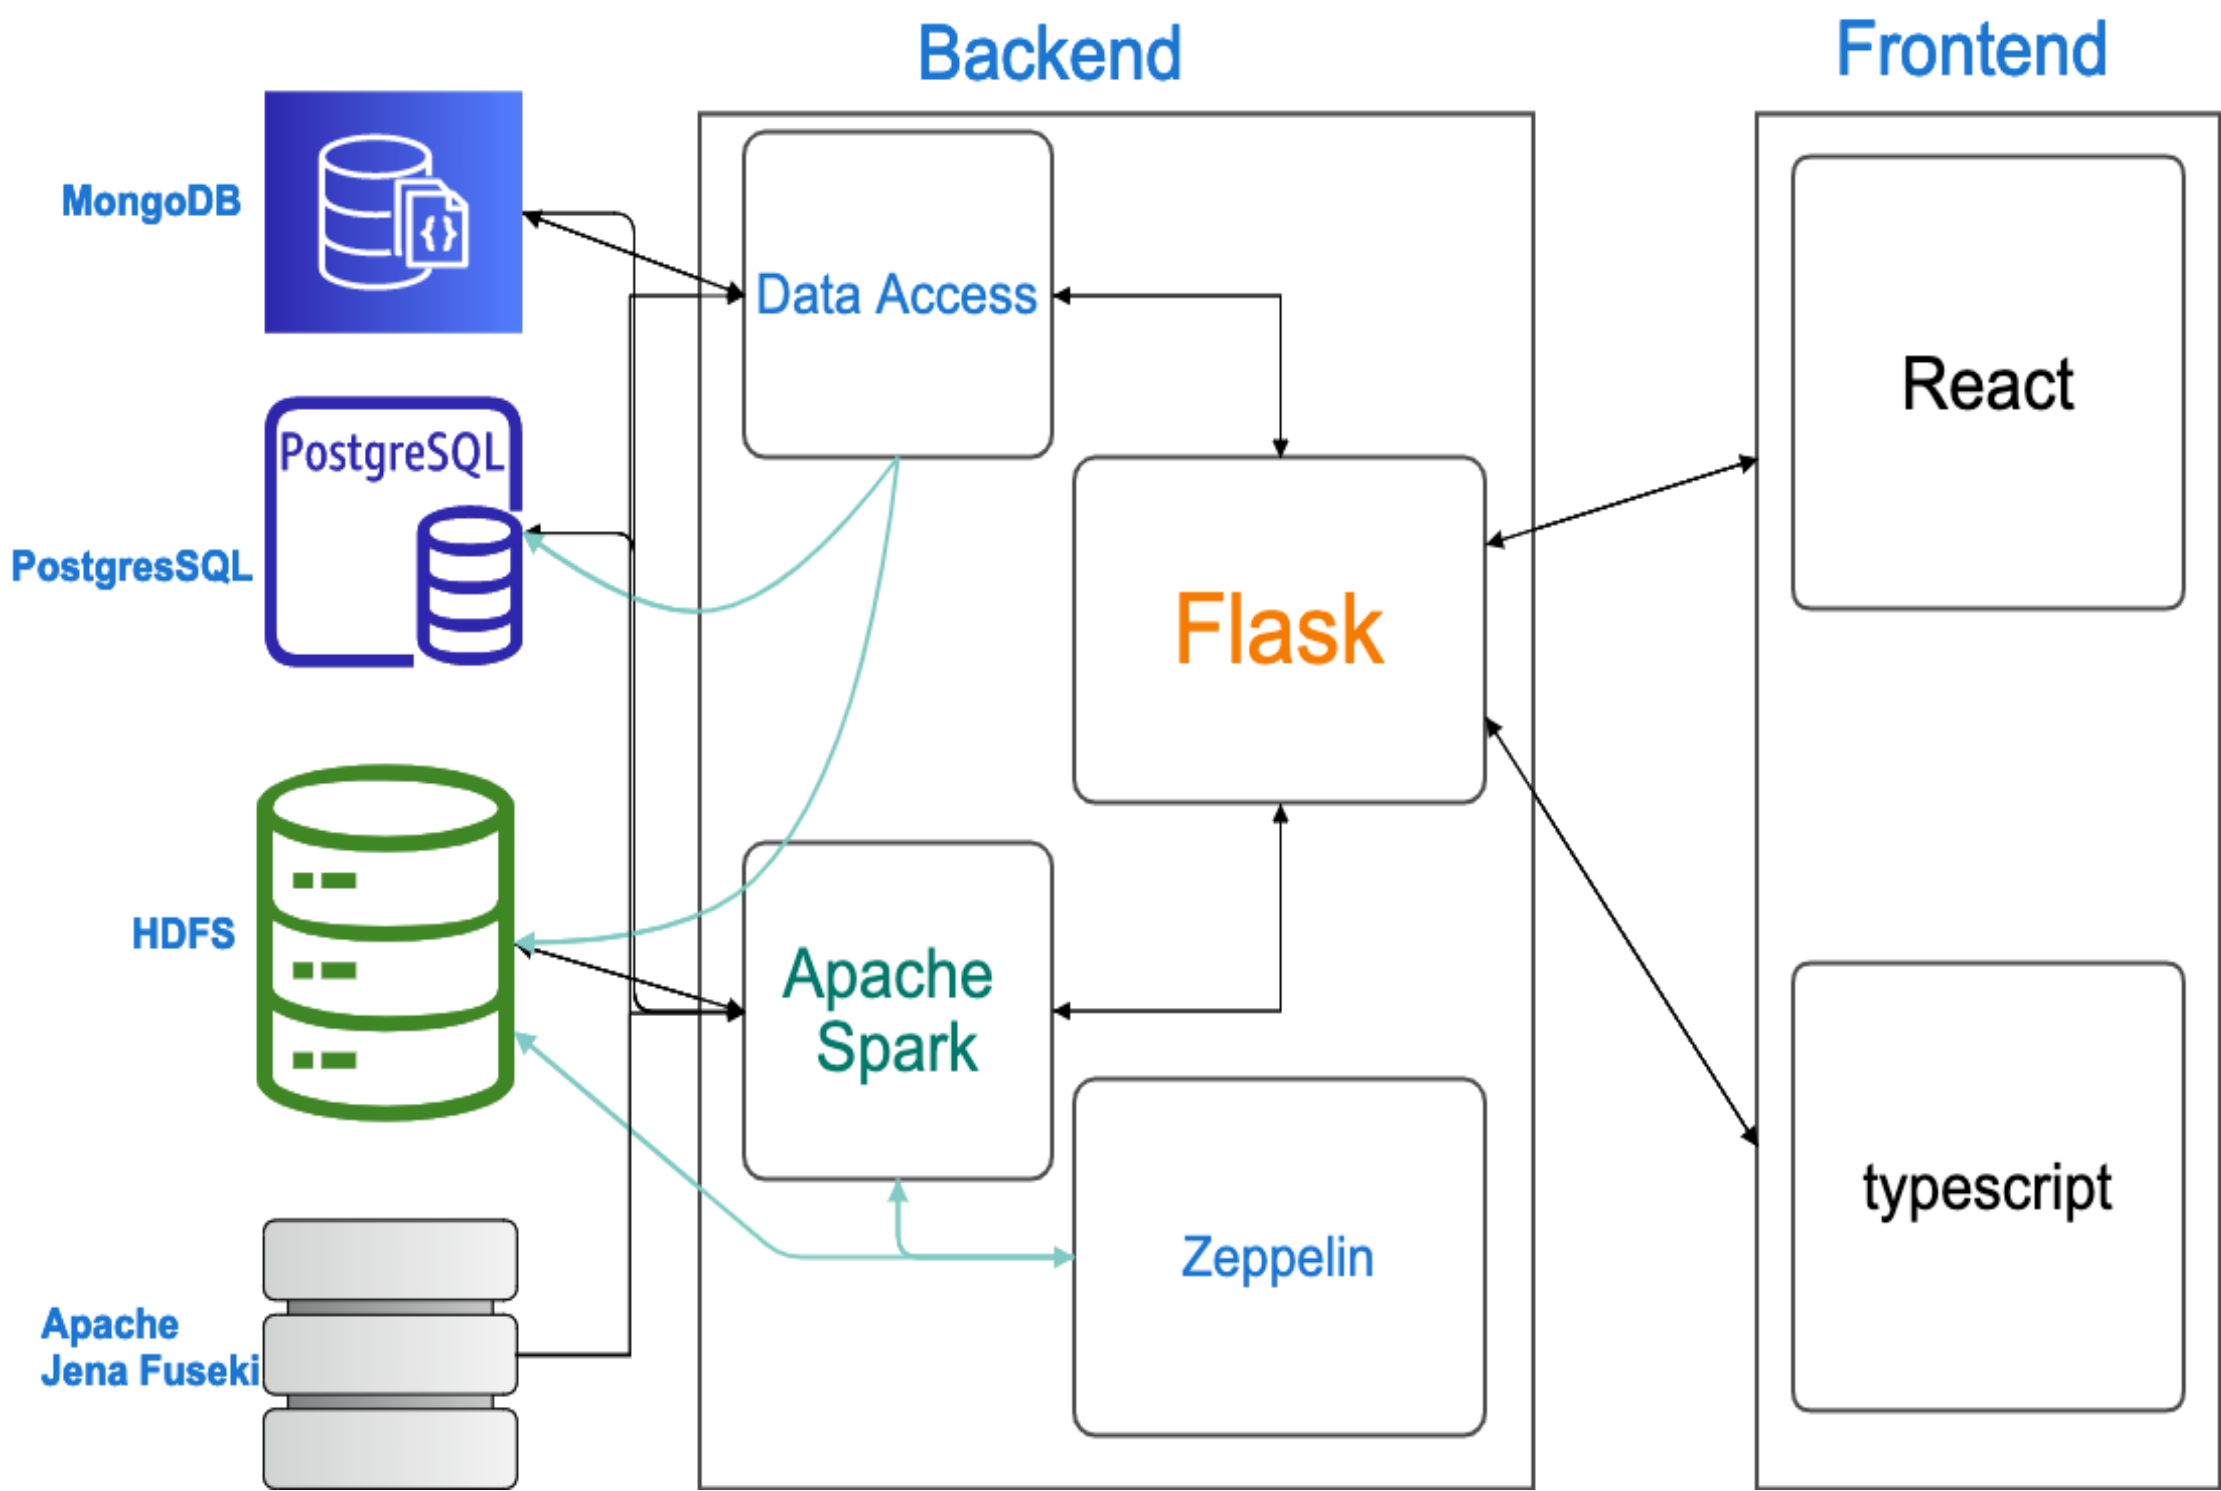 Backend
Frontend
MongoDB
{}
Data Access
React
PostgreSQL
PostgresSQL
Flask
HDFS
Apache
Spark
typescript
Zeppelin
Apache
Jena Fuseki